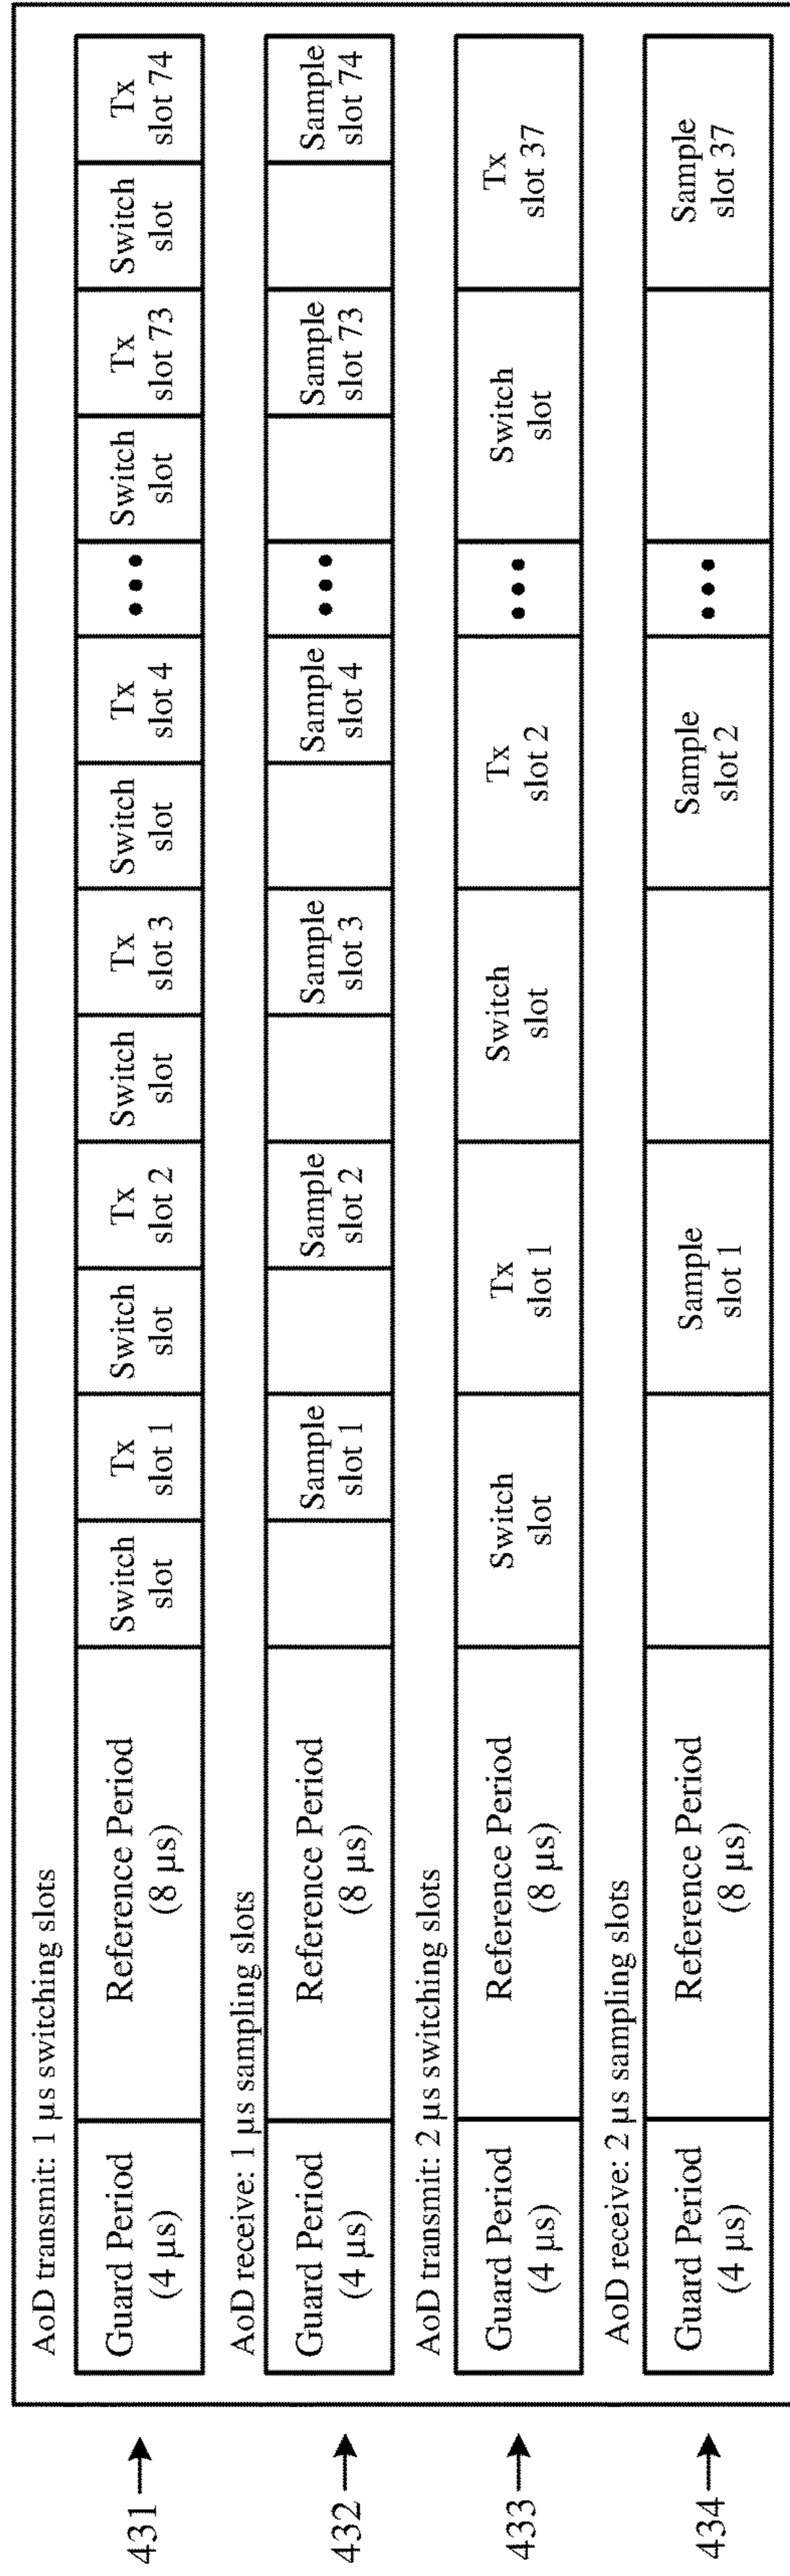 AoD transmit: 1 µs switching slots
431
Guard Period
(4 µs)
Reference Period
(8 µs)
Switch
slot
Tx
slot 1
Switch
slot
Tx
slot 2
Switch
slot
Tx
slot 3
Switch
slot
Tx
slot 4
•••
Switch
slot
Tx
slot 73
Switch
slot
Tx
slot 74
AoD receive: 1 µs sampling slots
432
Guard Period
(4 µs)
Reference Period
(8 µs)
Sample
slot 1
Sample
slot 2
Sample
slot 3
Sample
slot 4
•••
Sample
slot 73
Sample
slot 74
AoD transmit: 2 µs switching slots
433
Guard Period
(4 µs)
Reference Period
(8 µs)
Switch
slot
Tx
slot 1
Switch
slot
Tx
slot 2
•••
Switch
slot
Tx
slot 37
AoD receive: 2 µs sampling slots
434
Guard Period
(4 µs)
Reference Period
(8 µs)
Sample
slot 1
Sample
slot 2
•••
Sample
slot 37